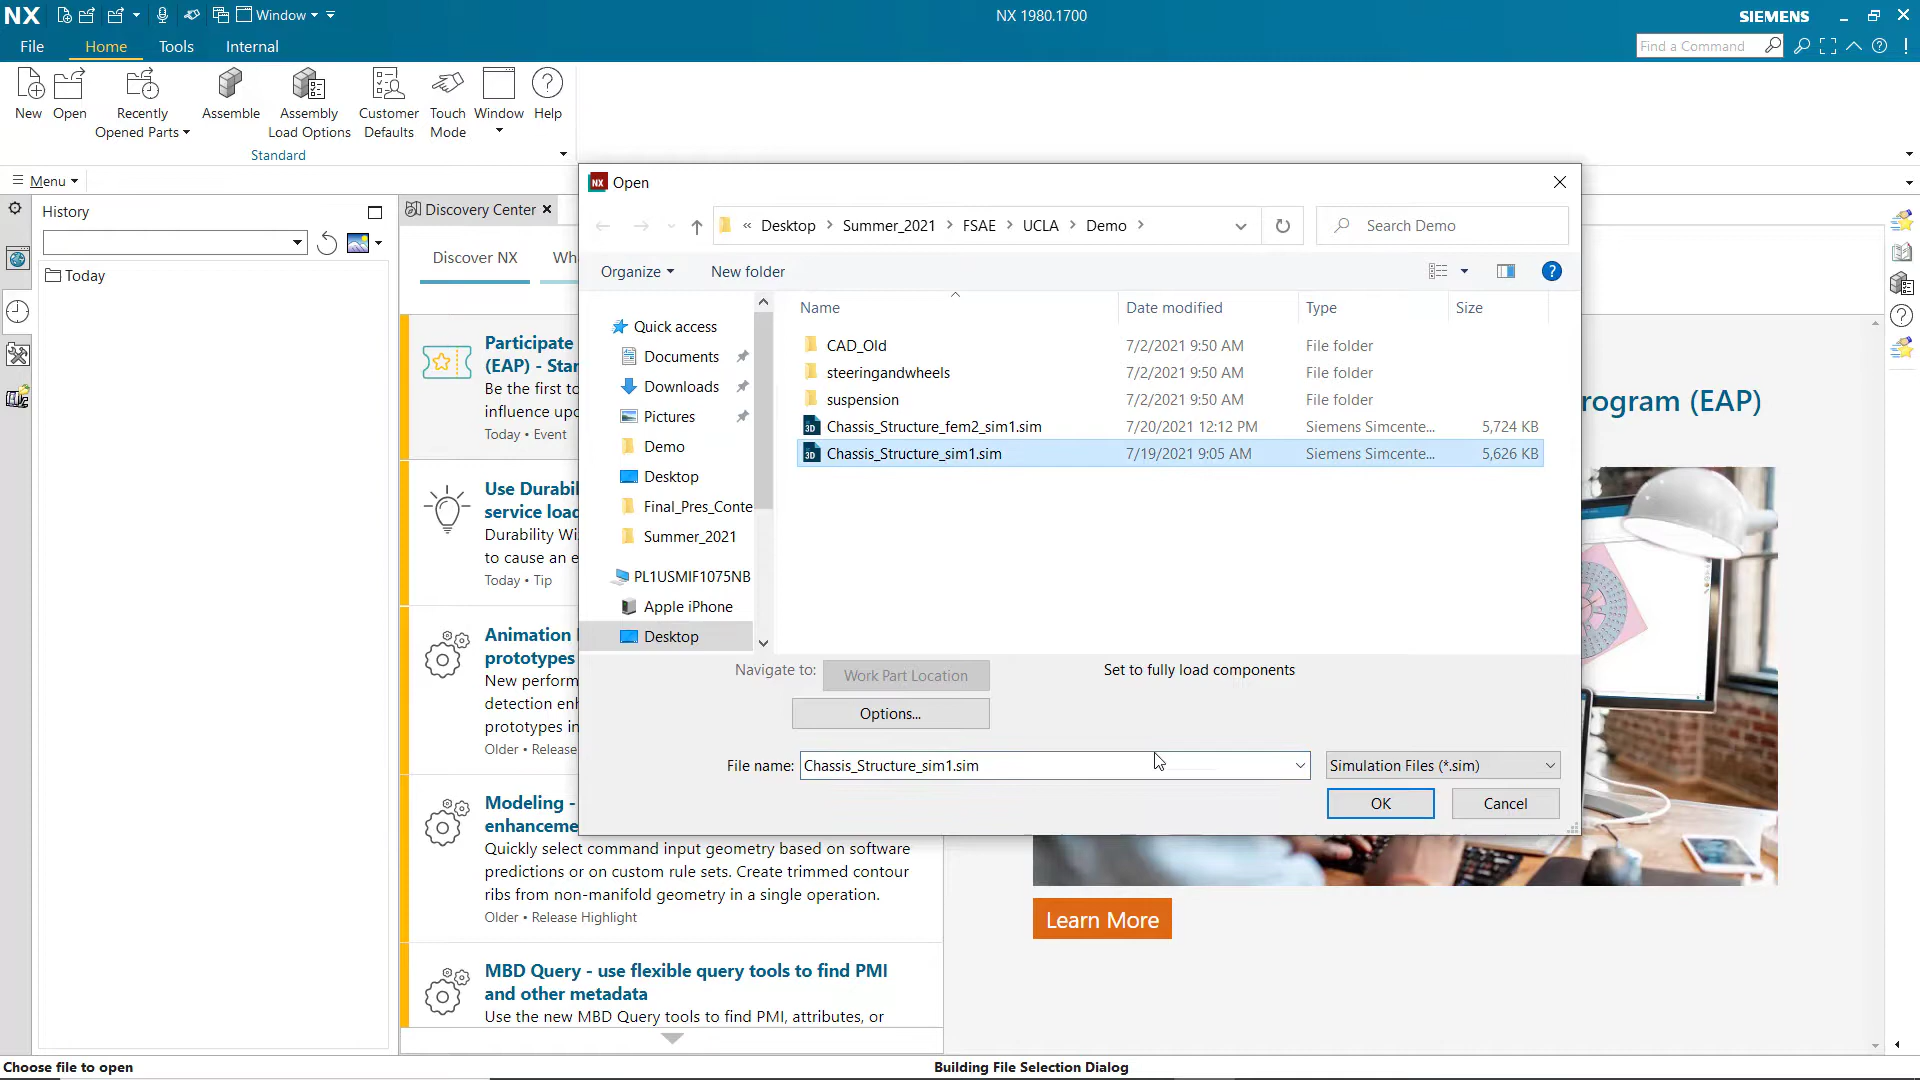 NX
Window
NX 1980.1700
SIEMENS
File
Home
Tools
Internal
Find a Command
New
Open
Recently
Opened Parts
Assemble
Assembly
Load Options
Customer
Defaults
Touch
Mode
Window
Help
Standard
Menu
History
Today
Discovery Center
Discover NX
Wh
Participate
(EAP) - Star
Be the first to
influence upc
Today • Event
Use Durabil
service load
Durability Wi
to cause an e
Today • Tip
Animation
prototypes
New perform
detection enh
prototypes in
Older • Release
Modeling -
enhanceme
Quickly select command input geometry based on software
predictions or on custom rule sets. Create trimmed contour
ribs from non-manifold geometry in a single operation.
Older • Release Highlight
MBD Query - use flexible query tools to find PMI
and other metadata
Use the new MBD Query tools to find PMI, attributes, or
rogram (EAP)
Learn More
NX Open
« Desktop > Summer_2021 > FSAE > UCLA > Demo >
Search Demo
Organize
New folder
Quick access
Documents
Downloads
Pictures
Demo
Desktop
Final_Pres_Conte
Summer_2021
PL1USMIF1075NB
Apple iPhone
Desktop
Name Date modified Type Size
CAD_Old 7/2/2021 9:50 AM File folder
steeringandwheels 7/2/2021 9:50 AM File folder
suspension 7/2/2021 9:50 AM File folder
3D Chassis_Structure_fem2_sim1.sim 7/20/2021 12:12 PM Siemens Simcente... 5,724 KB
3D Chassis_Structure_sim1.sim 7/19/2021 9:05 AM Siemens Simcente... 5,626 KB
Navigate to:
Work Part Location
Set to fully load components
Options...
File name:
Chassis_Structure_sim1.sim
Simulation Files (*.sim)
OK
Cancel
Choose file to open
Building File Selection Dialog